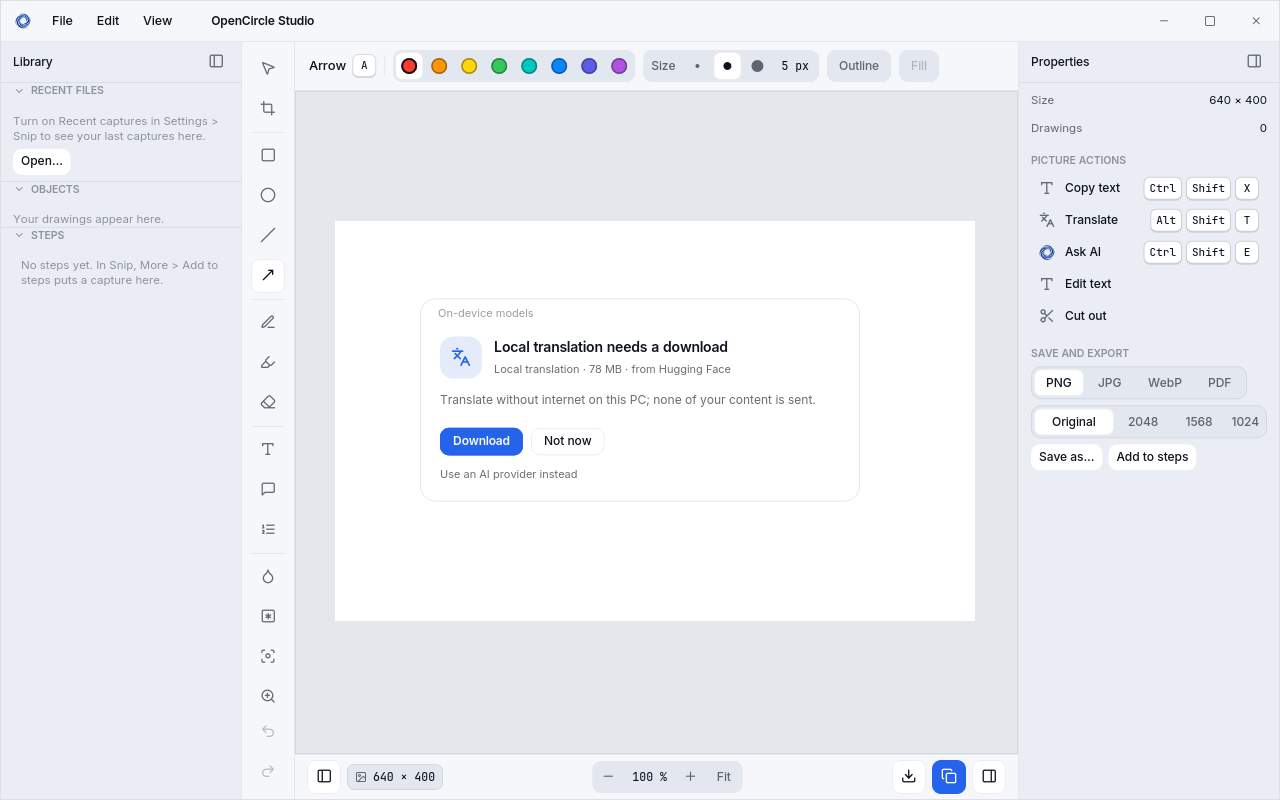 File Edit View OpenCircle Studio
Library
RECENT FILES
Turn on Recent captures in Settings >
Snip to see your last captures here.
Open...
OBJECTS
Your drawings appear here.
STEPS
No steps yet. In Snip, More > Add to
steps puts a capture here.
Arrow A Size 5 px Outline Fill
On-device models
Local translation needs a download
Local translation · 78 MB · from Hugging Face
Translate without internet on this PC; none of your content is sent.
Download Not now
Use an AI provider instead
640 × 400 100 % Fit
Properties
Size 640 × 400
Drawings 0
PICTURE ACTIONS
Copy text Ctrl Shift X
Translate Alt Shift T
Ask AI Ctrl Shift E
Edit text
Cut out
SAVE AND EXPORT
PNG JPG WebP PDF
Original 2048 1568 1024
Save as... Add to steps